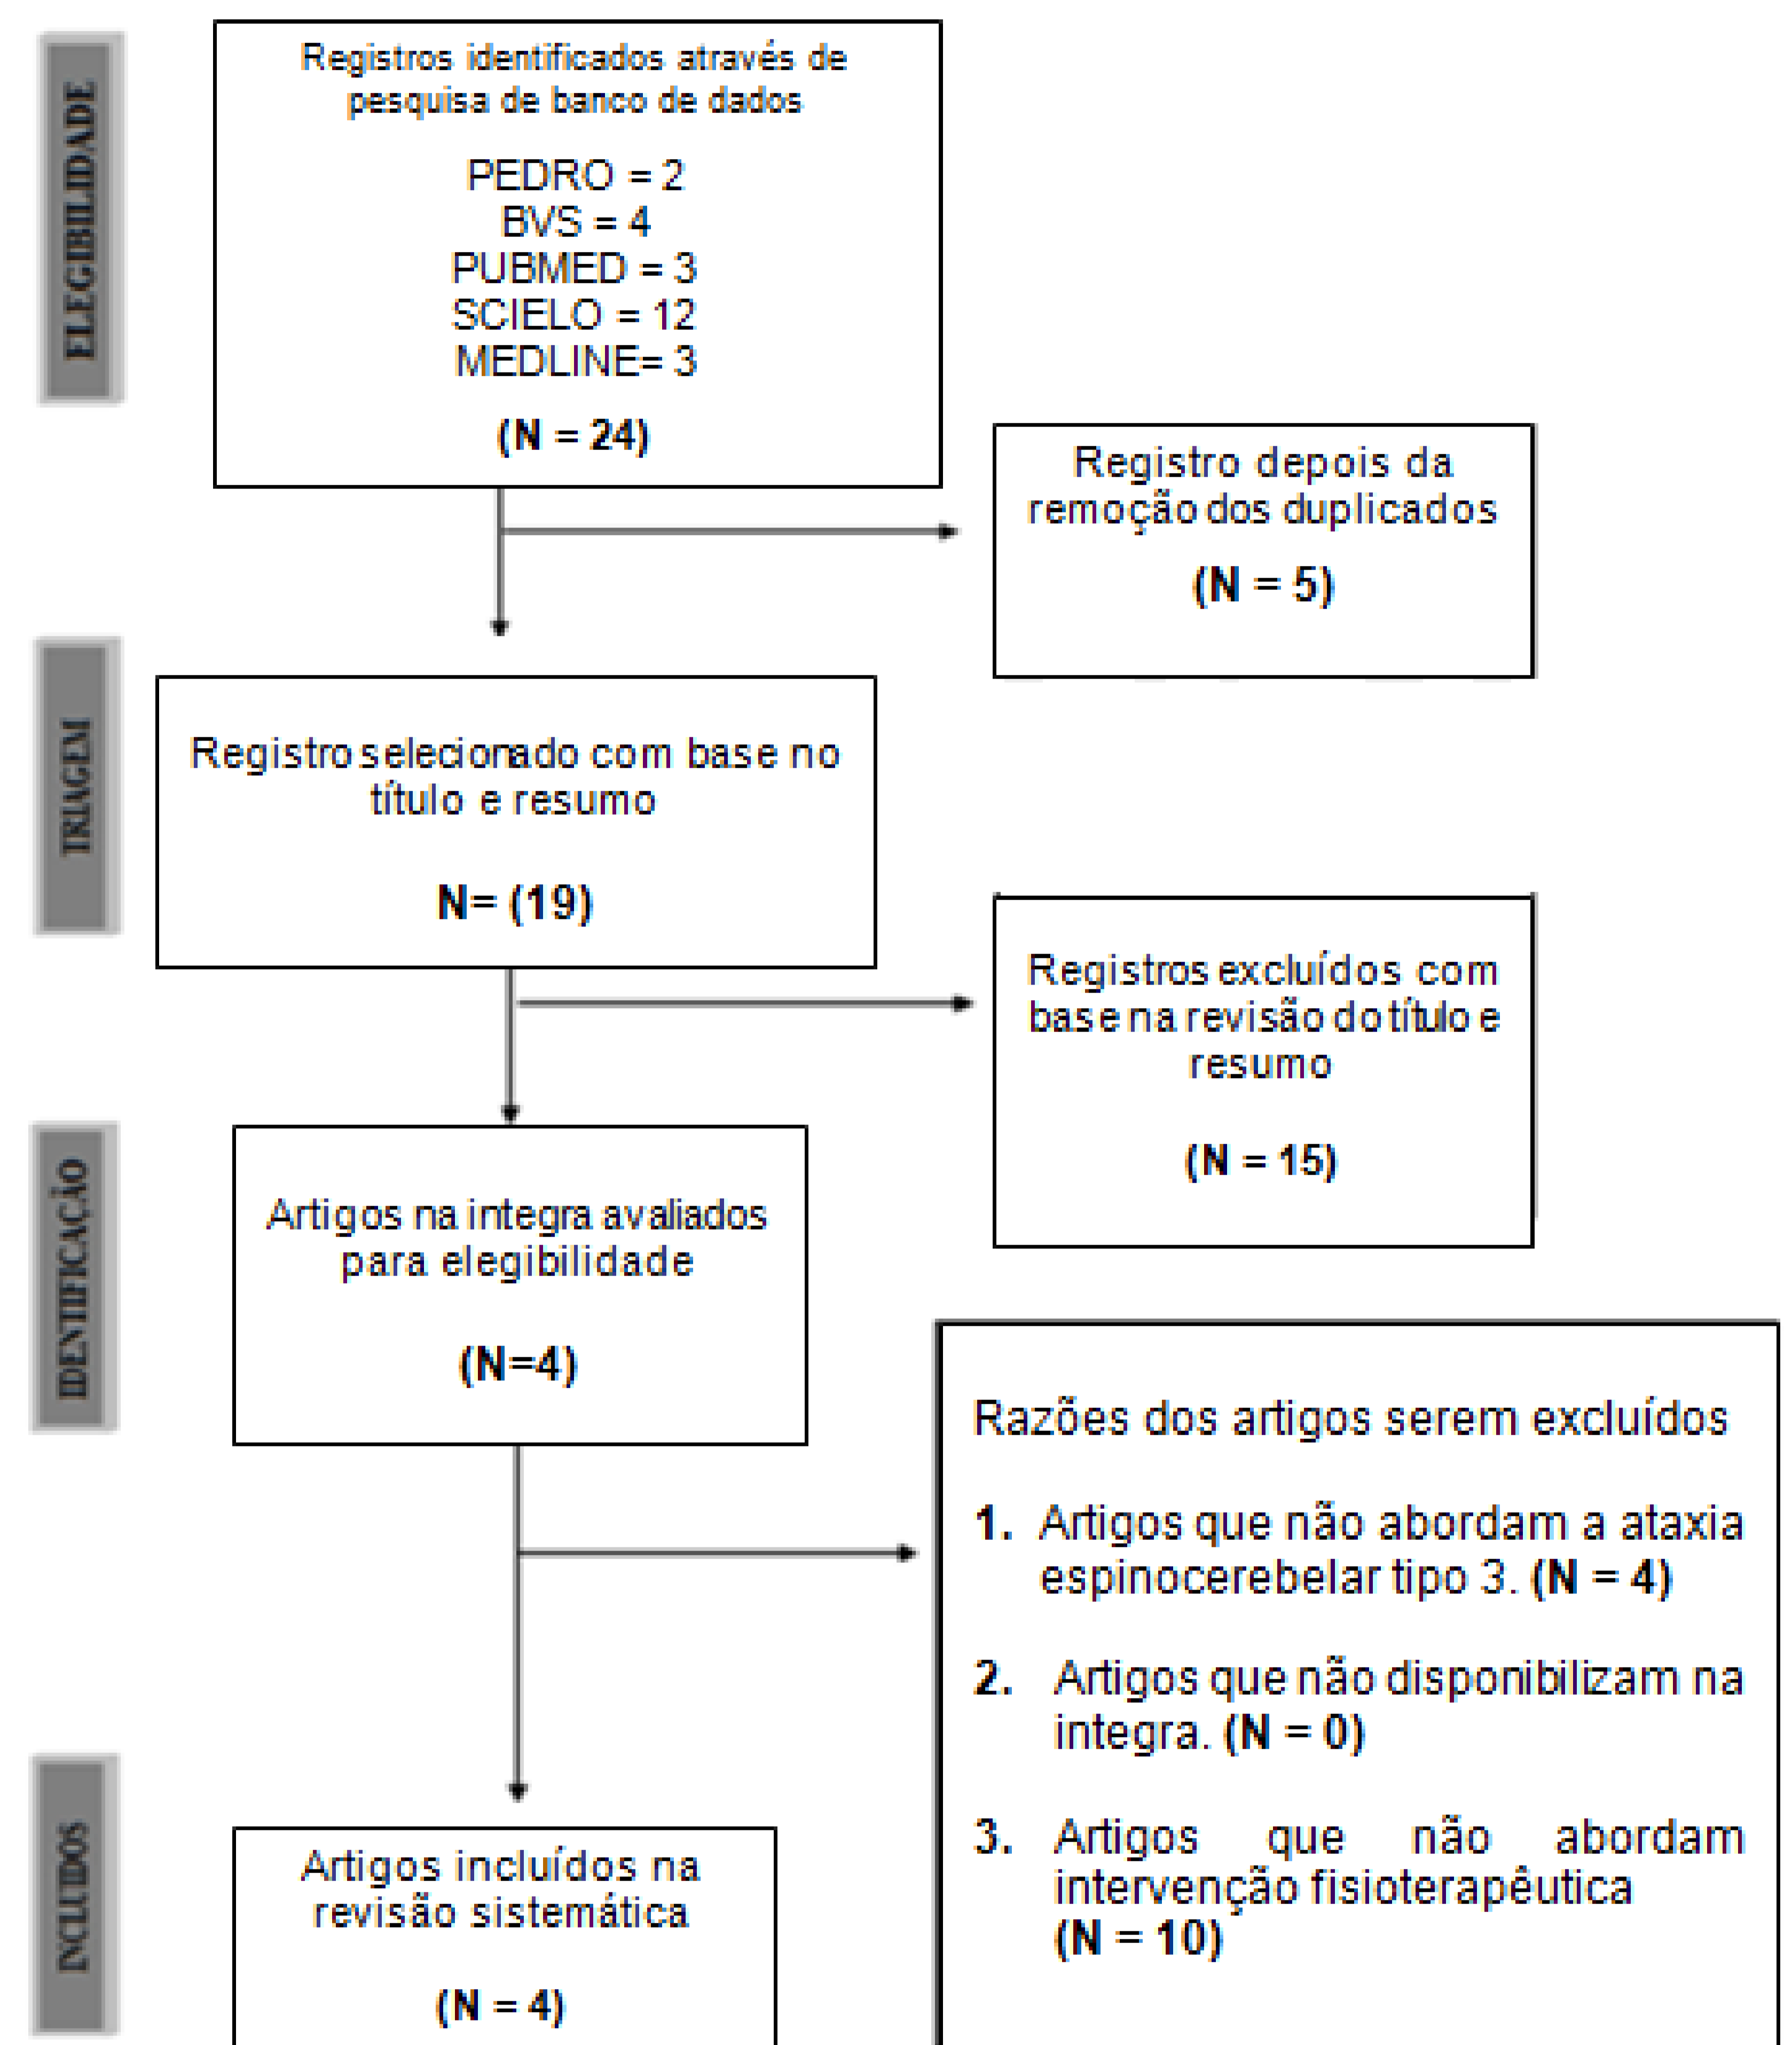 ELEGIBILIDADE
Registros identificados através de
pesquisa de banco de dados
PEDRO = 2
BVS = 4
PUBMED = 3
SCIELO = 12
MEDLINE= 3
(N = 24)
Registro depois da
remoção dos duplicados
(N = 5)
TRIAGEM
Registro selecionado com base no
título e resumo
N= (19)
Registros excluídos com
base na revisão do título e
resumo
(N = 15)
IDENTIFICAÇÃO
Artigos na integra avaliados
para elegibilidade
(N=4)
Razões dos artigos serem excluídos
1. Artigos que não abordam a ataxia
espinocerebelar tipo 3. (N = 4)
2. Artigos que não disponibilizam na
integra. (N = 0)
3. Artigos que não abordam
intervenção fisioterapêutica
(N = 10)
INCLUIDOS
Artigos incluídos na
revisão sistemática
(N = 4)